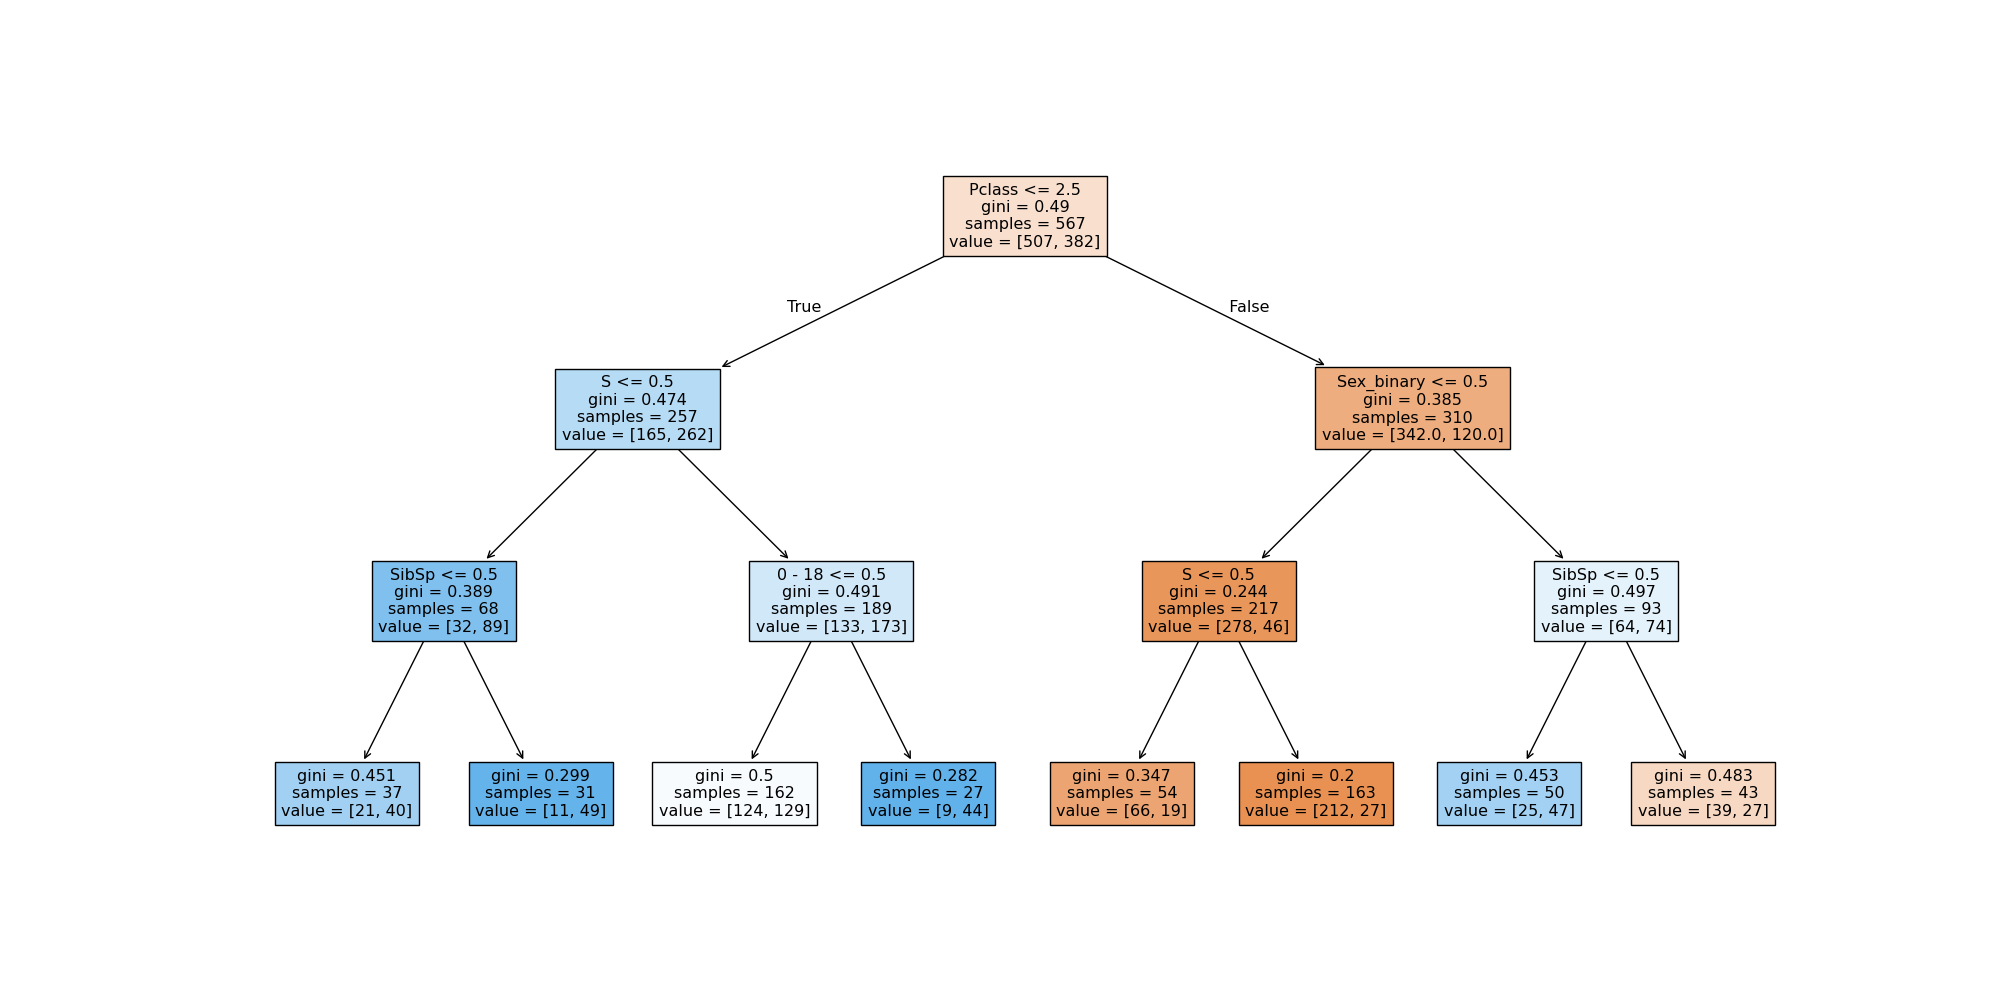 Pclass <= 2.5
gini = 0.49
samples = 567
value = [507, 382]
True
False
S <= 0.5
gini = 0.474
samples = 257
value = [165, 262]
Sex_binary <= 0.5
gini = 0.385
samples = 310
value = [342.0, 120.0]
SibSp <= 0.5
gini = 0.389
samples = 68
value = [32, 89]
0 - 18 <= 0.5
gini = 0.491
samples = 189
value = [133, 173]
S <= 0.5
gini = 0.244
samples = 217
value = [278, 46]
SibSp <= 0.5
gini = 0.497
samples = 93
value = [64, 74]
gini = 0.451
samples = 37
value = [21, 40]
gini = 0.299
samples = 31
value = [11, 49]
gini = 0.5
samples = 162
value = [124, 129]
gini = 0.282
samples = 27
value = [9, 44]
gini = 0.347
samples = 54
value = [66, 19]
gini = 0.2
samples = 163
value = [212, 27]
gini = 0.453
samples = 50
value = [25, 47]
gini = 0.483
samples = 43
value = [39, 27]